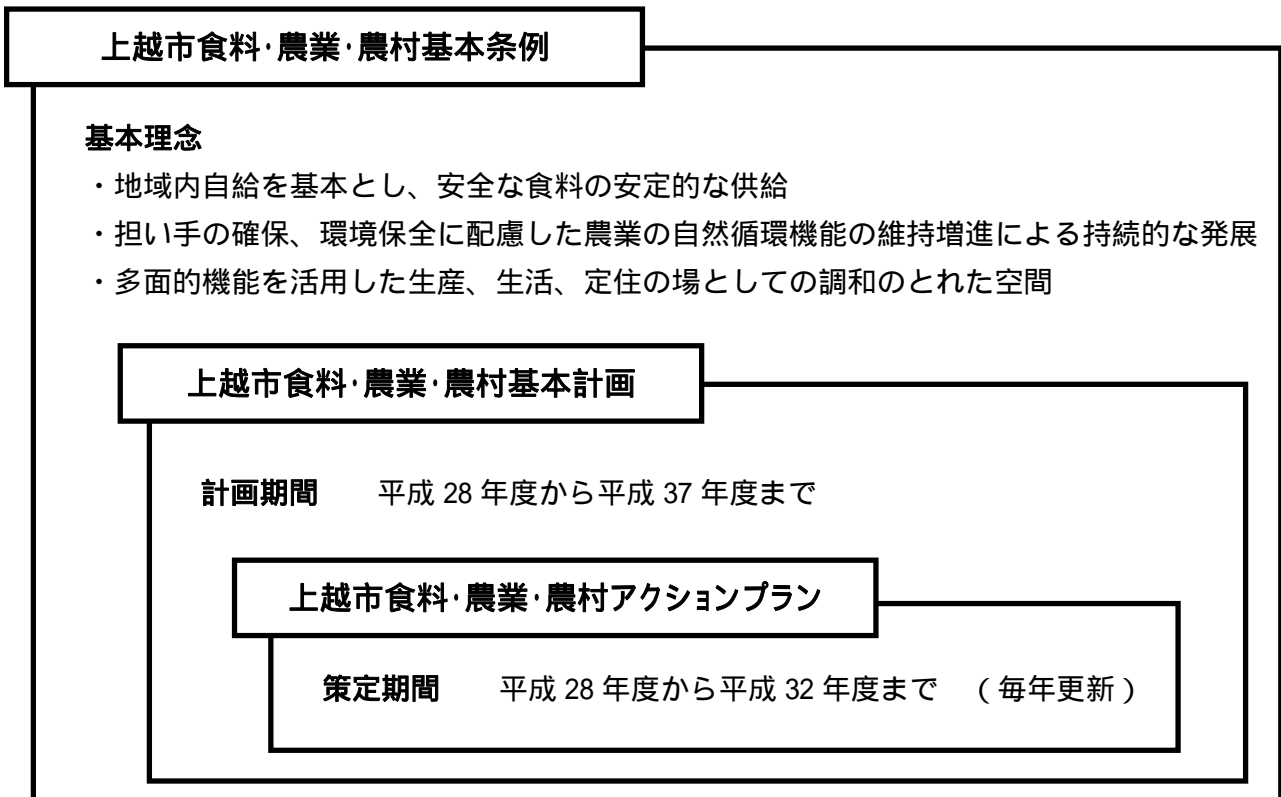 上越市食料･農業･農村基本条例
基本理念
・地域内自給を基本とし、安全な食料の安定的な供給
・担い手の確保、環境保全に配慮した農業の自然循環機能の維持増進による持続的な発展
・多面的機能を活用した生産、生活、定住の場としての調和のとれた空間
上越市食料･農業･農村基本計画
計画期間　　平成 28 年度から平成 37 年度まで
上越市食料･農業･農村アクションプラン
策定期間　　平成 28 年度から平成 32 年度まで　（毎年更新）